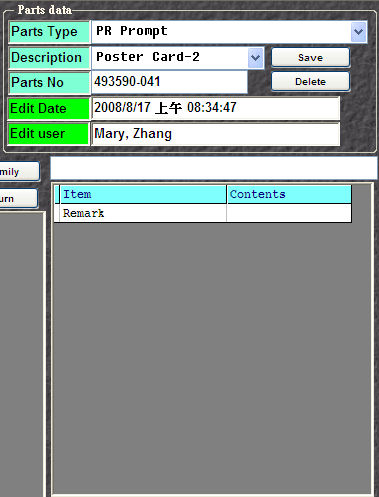 Parts data
Parts Type PR Prompt
Description Poster Card-2 Save
Parts No 493590-041 Delete
Edit Date 2008/8/17 上午 08:34:47
Edit user Mary, Zhang
mily
Item Contents
urn
Remark